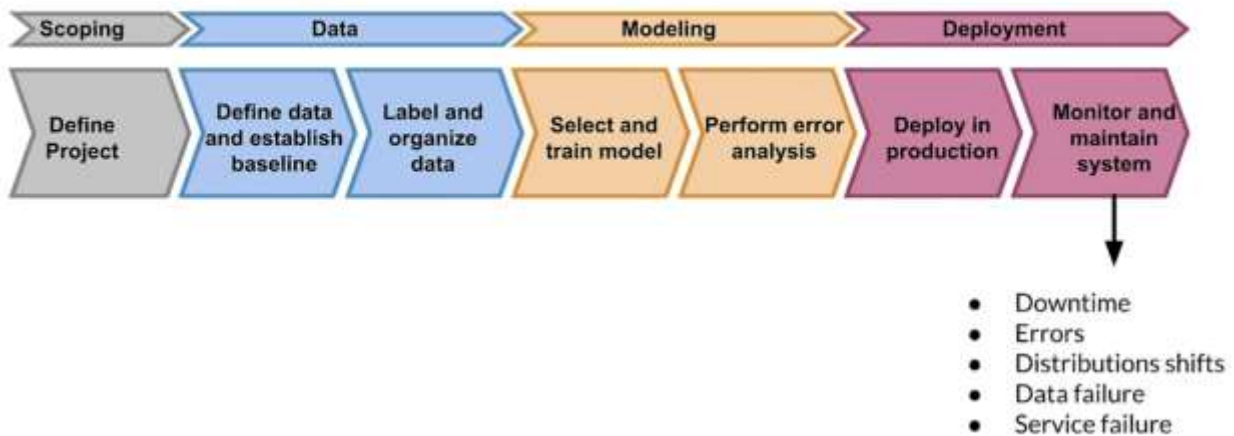 Scoping
Data
Modeling
Deployment
Define
Project
Define data
and establish
baseline
Label and
organize
data
Select and
train model
Perform error
analysis
Deploy in
production
Monitor and
maintain
system
● Downtime
● Errors
● Distributions shifts
● Data failure
● Service failure